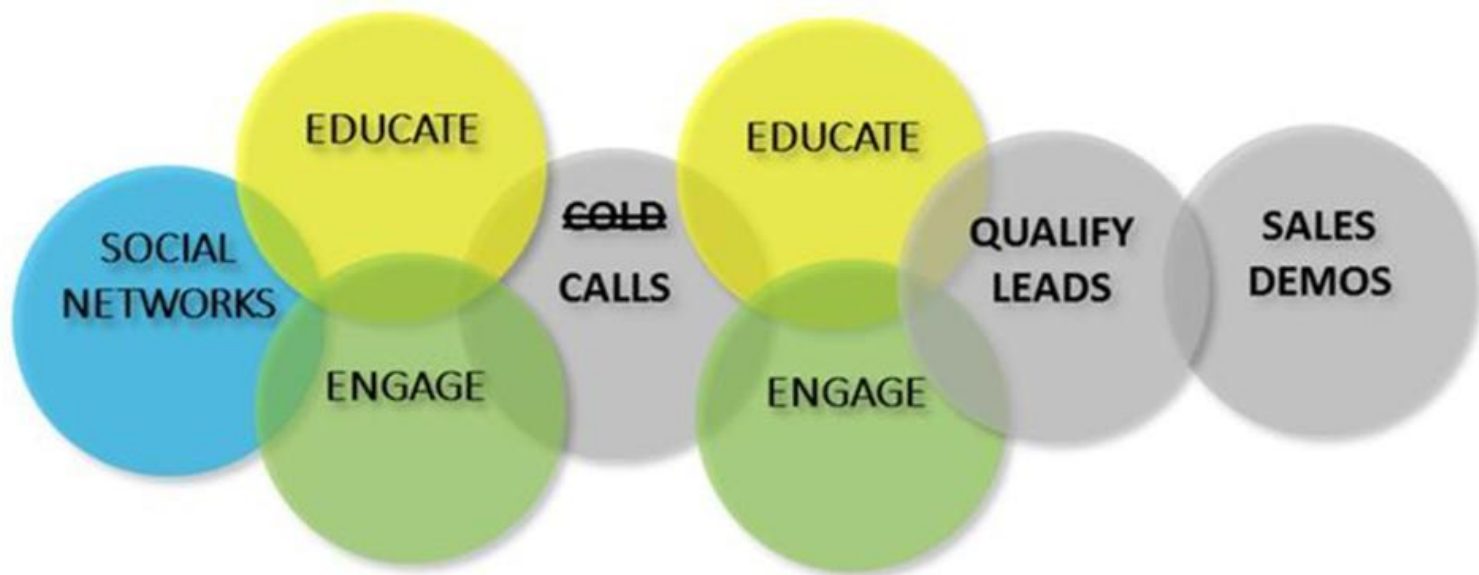 SOCIAL
NETWORKS
EDUCATE
ENGAGE
COLD
CALLS
EDUCATE
ENGAGE
QUALIFY
LEADS
SALES
DEMOS